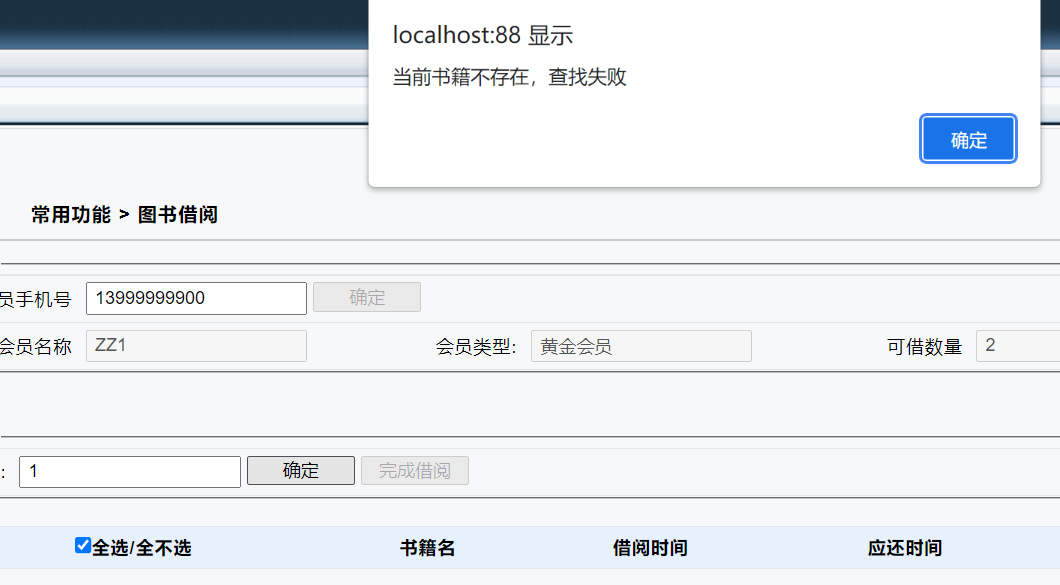 localhost:88 显示
当前书籍不存在，查找失败
确定
常用功能 > 图书借阅
员手机号 13999999900 确定
会员名称 ZZ1 会员类型: 黄金会员 可借数量 2
: 1 确定 完成借阅
全选/全不选 书籍名 借阅时间 应还时间